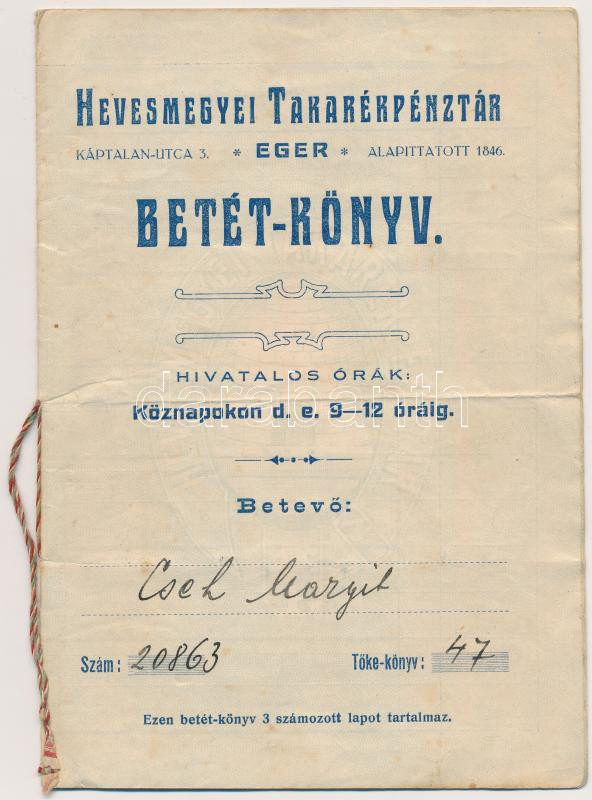 HEVESMEGYEI TAKARÉKPÉNZTÁR
KÁPTALAN-UTCA 3. * EGER * ALAPITTATOTT 1846.
BETÉT-KÖNYV.
HIVATALOS ÓRÁK:
darabanth
Köznapokon d. e. 9—12 óráig.
Betevő:
Cseh Margit
Szám: 20863 Tőke-könyv: 47
Ezen betét-könyv 3 számozott lapot tartalmaz.